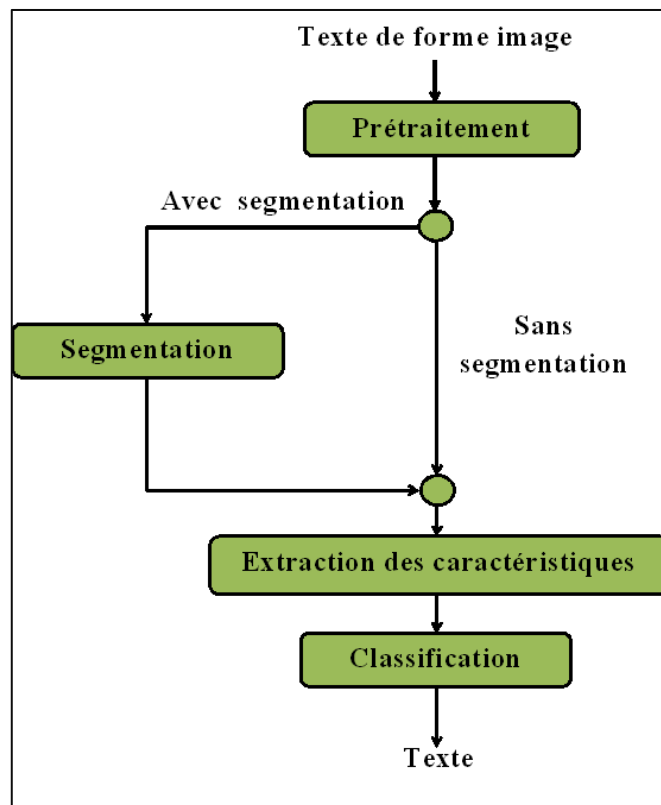 Texte de forme image
Prétraitement
Avec segmentation
Segmentation
Sans
segmentation
Extraction des caractéristiques
Classification
Texte